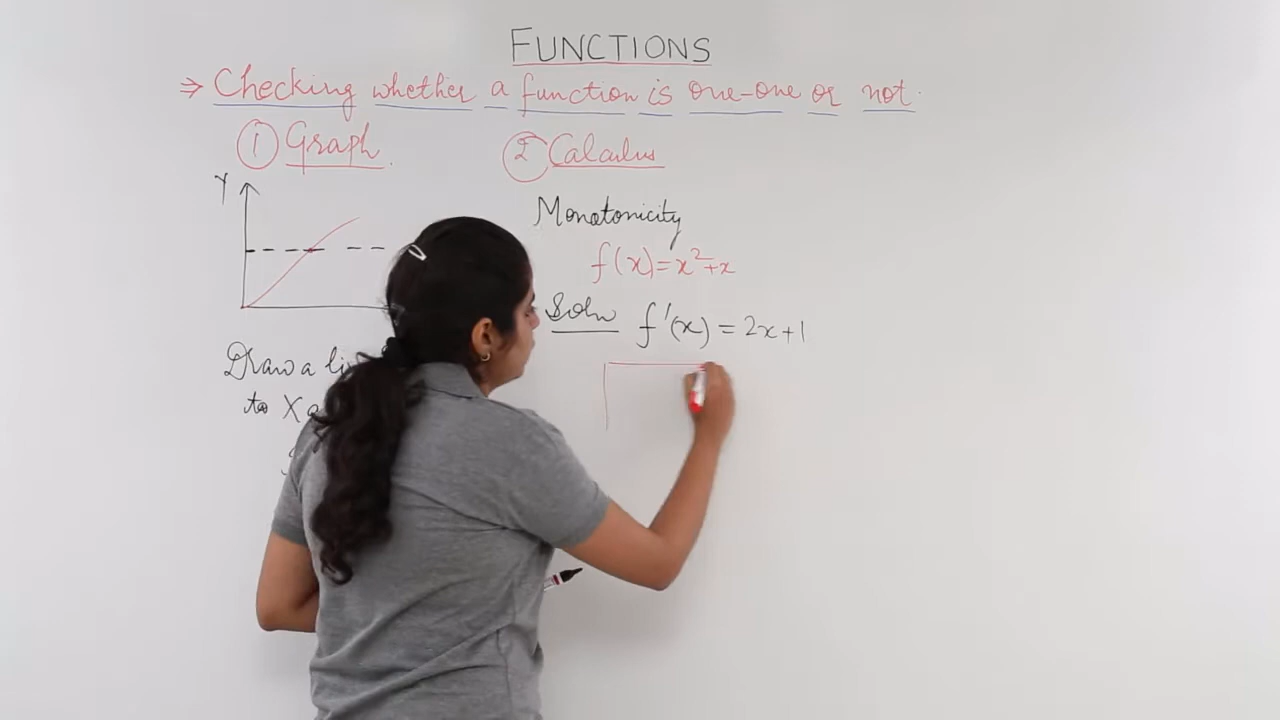 FUNCTIONS
⇒ Checking whether a function is one-one or not.
① Graph.
Y
Draw a
to X
② Calculus
Monotonicity
f(x)=x²+x
Soln f'(x) = 2x+1